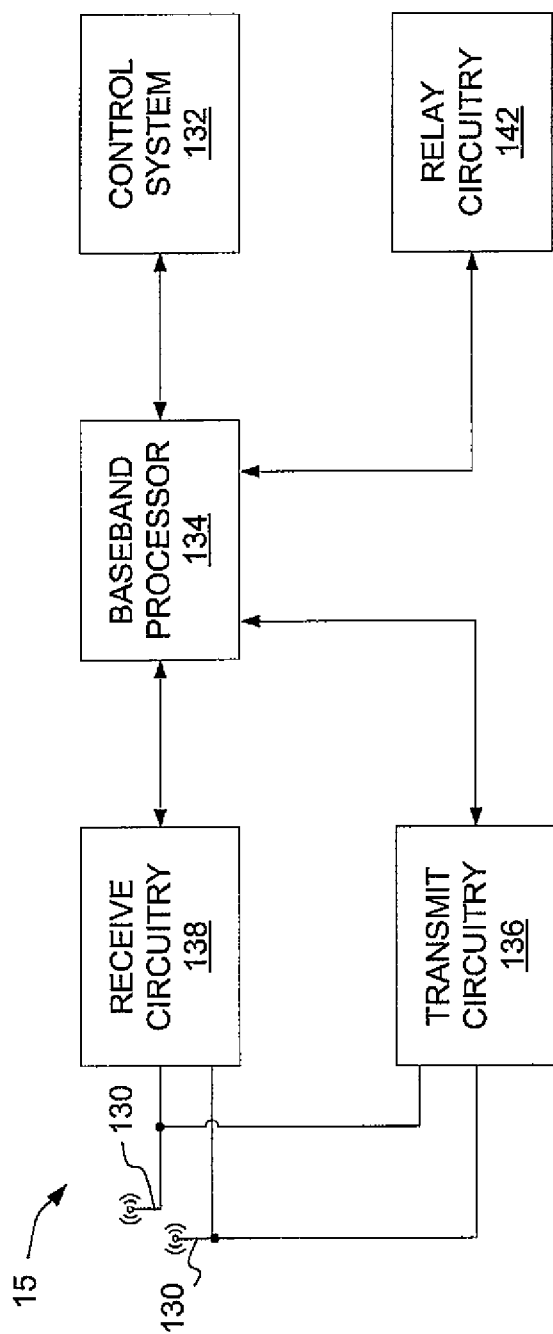 15
130
130
RECEIVE
CIRCUITRY
138
BASEBAND
PROCESSOR
134
CONTROL
SYSTEM
132
TRANSMIT
CIRCUITRY
136
RELAY
CIRCUITRY
142